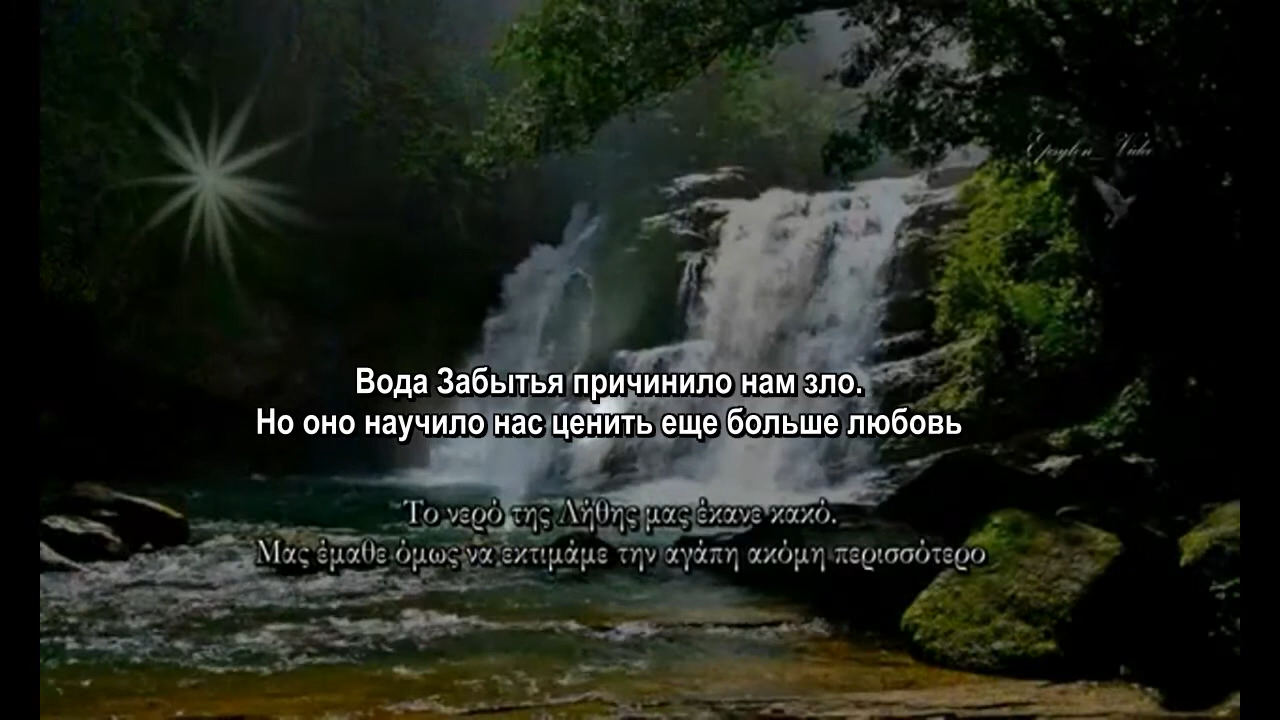 Epsylon_Video
Вода Забытья причинило нам зло.
Но оно научило нас ценить еще больше любовь
Το νερό της Λήθης μας έκανε κακό.
Μας έμαθε όμως να εκτιμάμε την αγάπη ακόμη περισσότερο